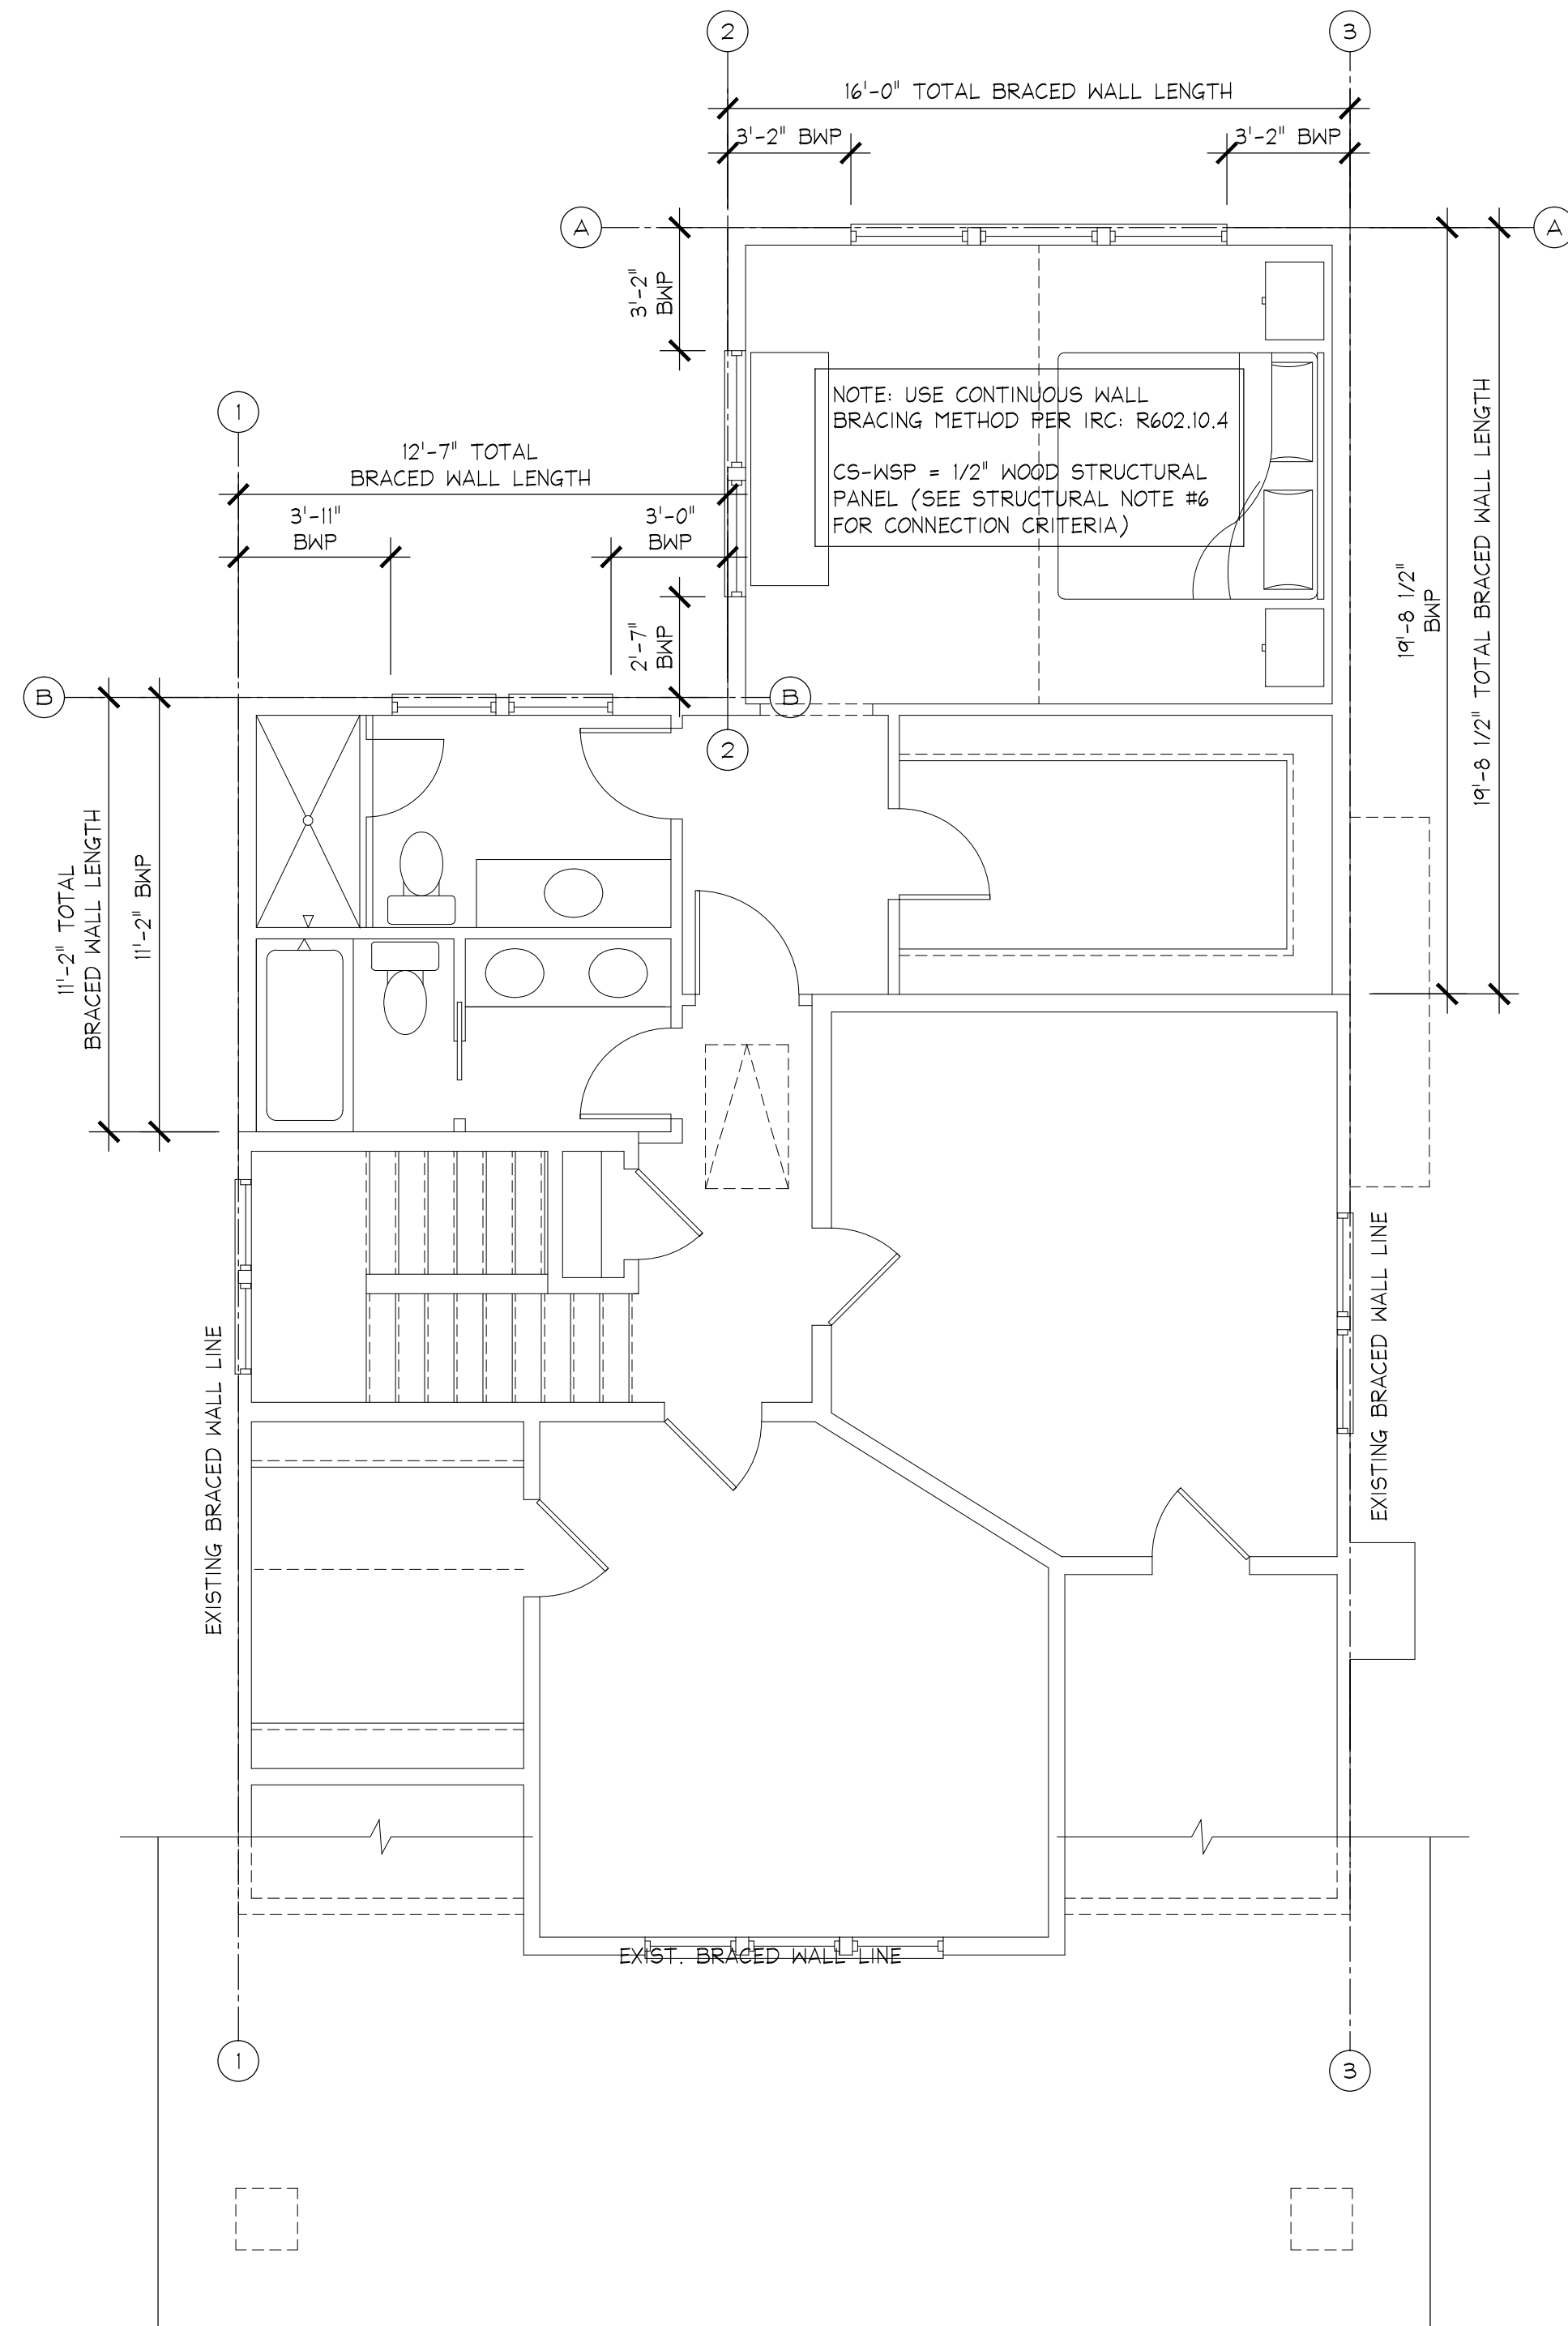 2
3
16'-0" TOTAL BRACED WALL LENGTH
3'-2" BWP
3'-2" BWP
A
A
3'-2"
BWP
1
12'-7" TOTAL
BRACED WALL LENGTH
3'-11"
BWP
3'-0"
BWP
2'-7"
BWP
NOTE: USE CONTINUOUS WALL
BRACING METHOD PER IRC: R602.10.4
CS-WSP = 1/2" WOOD STRUCTURAL
PANEL (SEE STRUCTURAL NOTE #6
FOR CONNECTION CRITERIA)
19'-8 1/2"
BWP
19'-8 1/2" TOTAL BRACED WALL LENGTH
B
B
2
11'-2" TOTAL
BRACED WALL LENGTH
11'-2" BWP
EXISTING BRACED WALL LINE
EXISTING BRACED WALL LINE
EXIST. BRACED WALL LINE
1
3